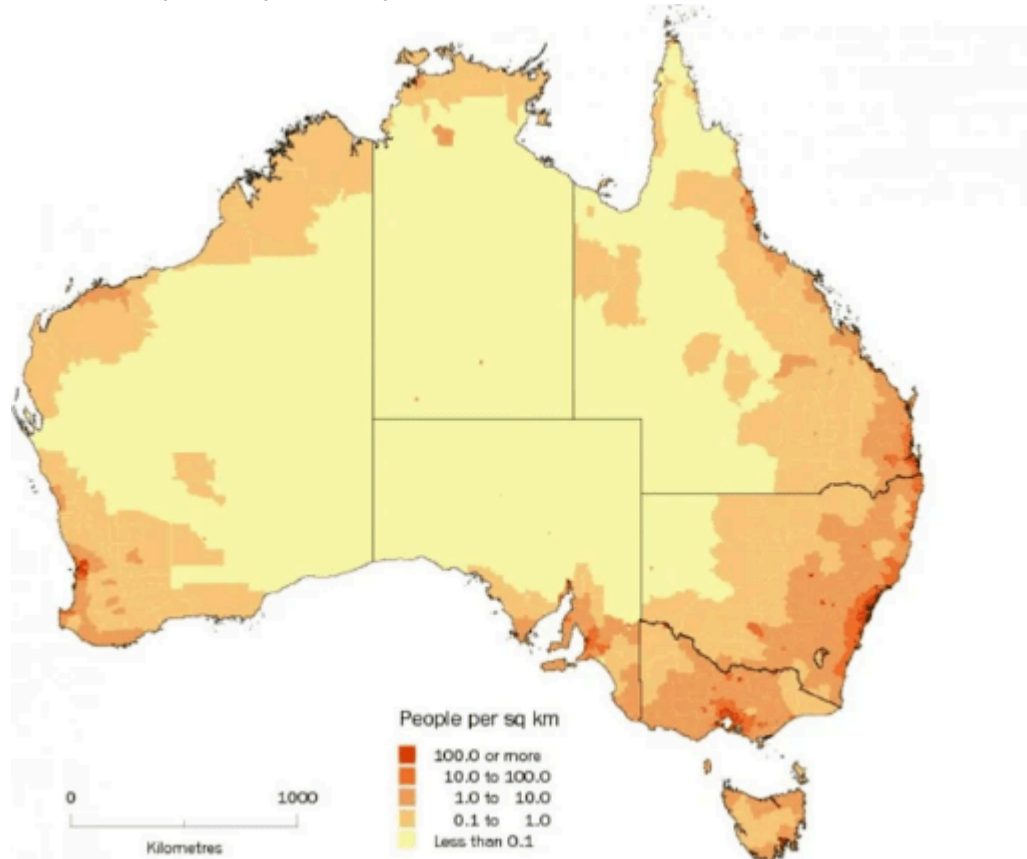 People per sq km
100.0 or more
10.0 to 100.0
1.0 to 10.0
0.1 to 1.0
Less than 0.1
0 1000
Kilometres